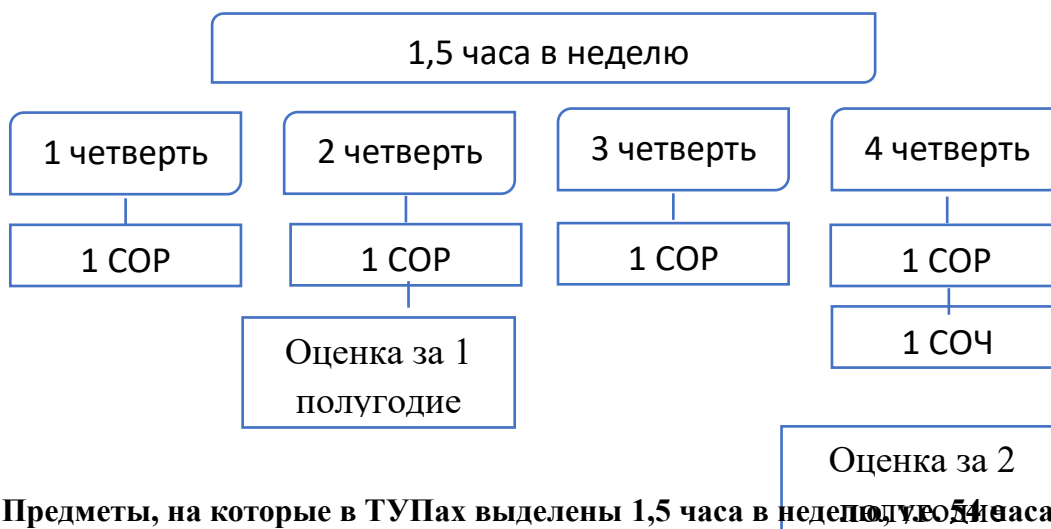 1,5 часа в неделю
1 четверть
2 четверть
3 четверть
4 четверть
1 СОР
1 СОР
1 СОР
1 СОР
1 СОЧ
Оценка за 1
полугодие
Оценка за 2
Предметы, на которые в ТУПах выделены 1,5 часа в часа